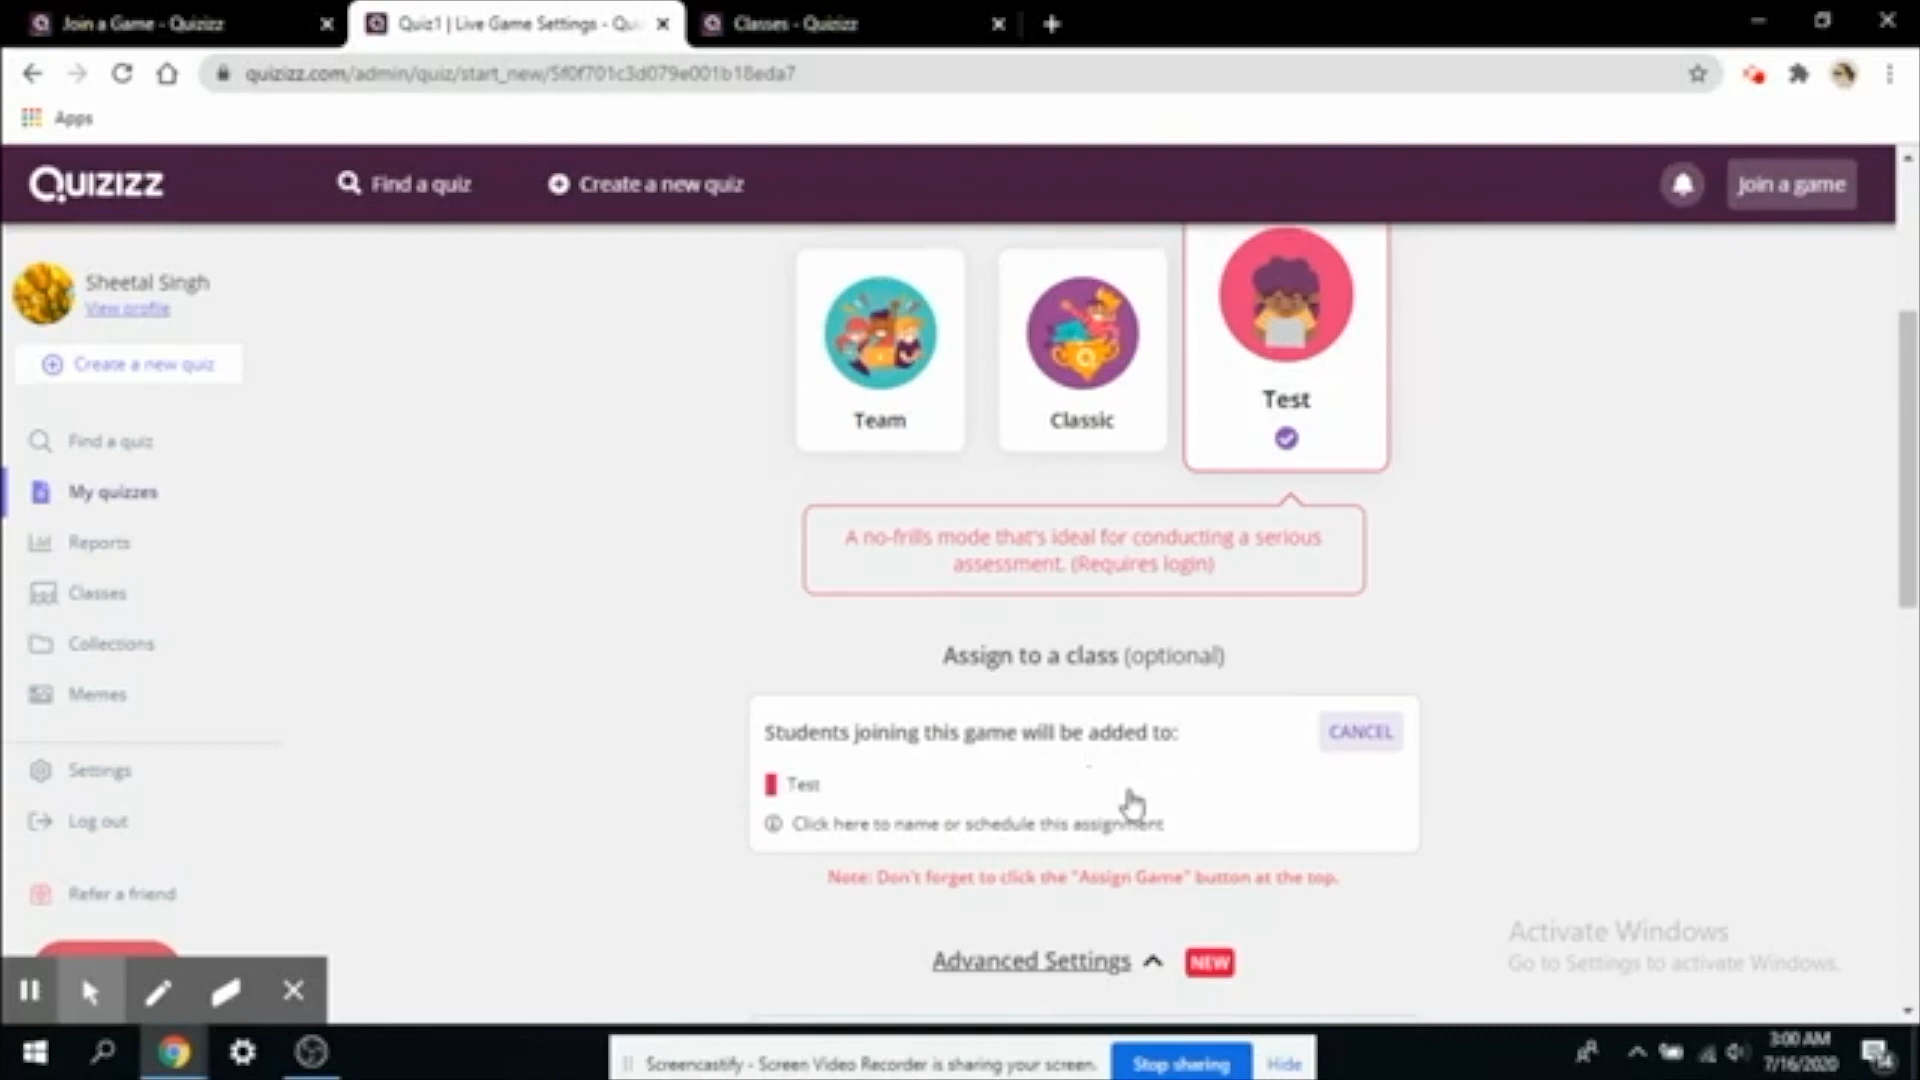 Join a Game - Quizizz
Quiz1 | Live Game Settings - Qui
Classes - Quizizz
quizizz.com/admin/quiz/start_new/5f0f701c3d079e001b18eda7
Apps
QUIZIZZ
Find a quiz
Create a new quiz
Join a game
Sheetal Singh
View profile
Create a new quiz
Find a quiz
My quizzes
Reports
Classes
Collections
Memes
Settings
Log out
Refer a friend
Team
Classic
Test
A no-frills mode that's ideal for conducting a serious
assessment. (Requires login)
Assign to a class (optional)
Students joining this game will be added to:
CANCEL
Test
Click here to name or schedule this assignment
Note: Don't forget to click the "Assign Game" button at the top.
Advanced Settings
NEW
Activate Windows
Go to Settings to activate Windows.
Screencastify - Screen Video Recorder is sharing your screen.
Stop sharing
Hide
3:00 AM
7/16/2020